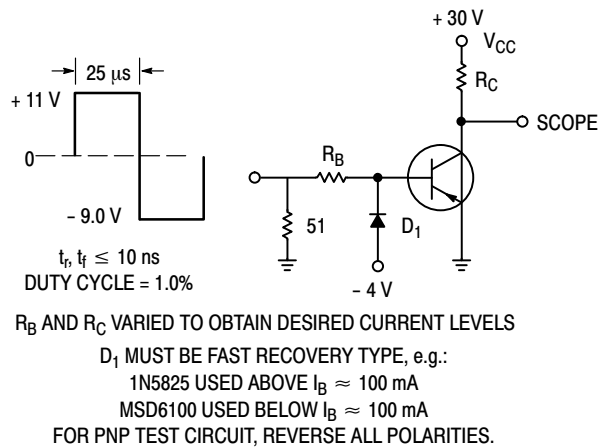 + 30 V
V_CC
R_C
25 μs
+ 11 V
SCOPE
0
R_B
51
D_1
– 9.0 V
– 4 V
t_r, t_f ≤ 10 ns
DUTY CYCLE = 1.0%
R_B AND R_C VARIED TO OBTAIN DESIRED CURRENT LEVELS
D_1 MUST BE FAST RECOVERY TYPE, e.g.:
1N5825 USED ABOVE I_B ≈ 100 mA
MSD6100 USED BELOW I_B ≈ 100 mA
FOR PNP TEST CIRCUIT, REVERSE ALL POLARITIES.